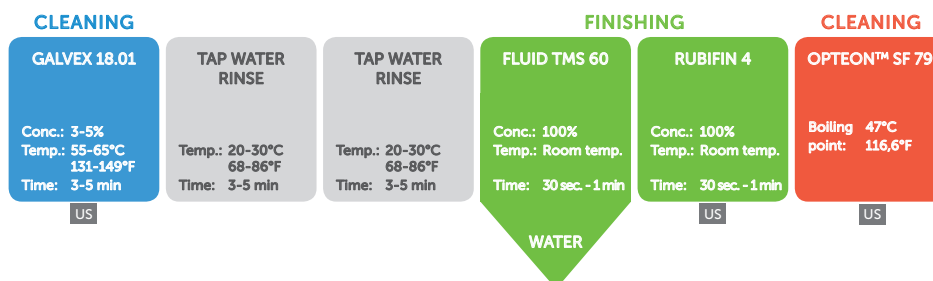 CLEANING
GALVEX 18.01
Conc.: 3-5%
Temp.: 55-65°C
131-149°F
Time: 3-5 min
US
TAP WATER
RINSE
Temp.: 20-30°C
68-86°F
Time: 3-5 min
TAP WATER
RINSE
Temp.: 20-30°C
68-86°F
Time: 3-5 min
FINISHING
FLUID TMS 60
Conc.: 100%
Temp.: Room temp.
Time: 30 sec. - 1 min
WATER
RUBIFIN 4
Conc.: 100%
Temp.: Room temp.
Time: 30 sec. - 1 min
US
CLEANING
OPTEON™ SF 79
Boiling 47°C
point: 116,6°F
US